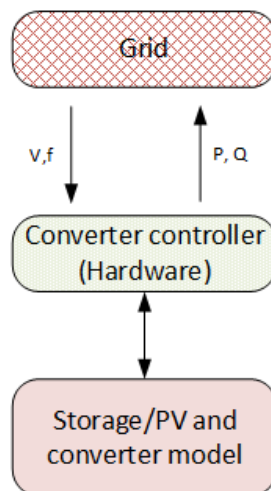 Grid
V,f
P, Q
Converter controller
(Hardware)
Storage/PV and
converter model